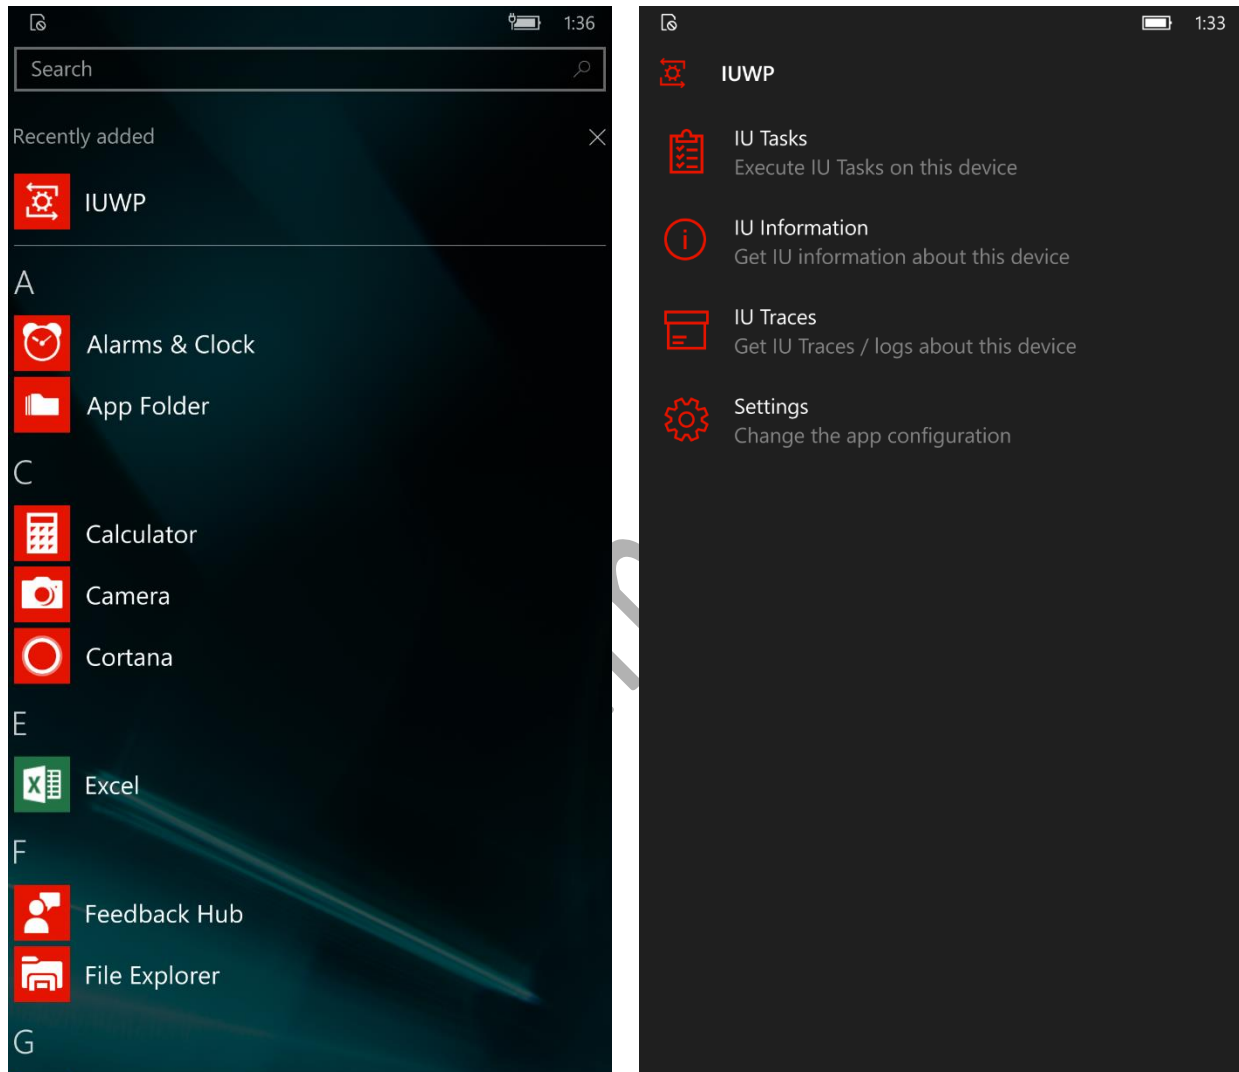 1:36
Search
Recently added
IUWP
A
Alarms & Clock
App Folder
C
Calculator
Camera
Cortana
E
Excel
F
Feedback Hub
File Explorer
G
1:33
IUWP
IU Tasks
Execute IU Tasks on this device
IU Information
Get IU information about this device
IU Traces
Get IU Traces / logs about this device
Settings
Change the app configuration